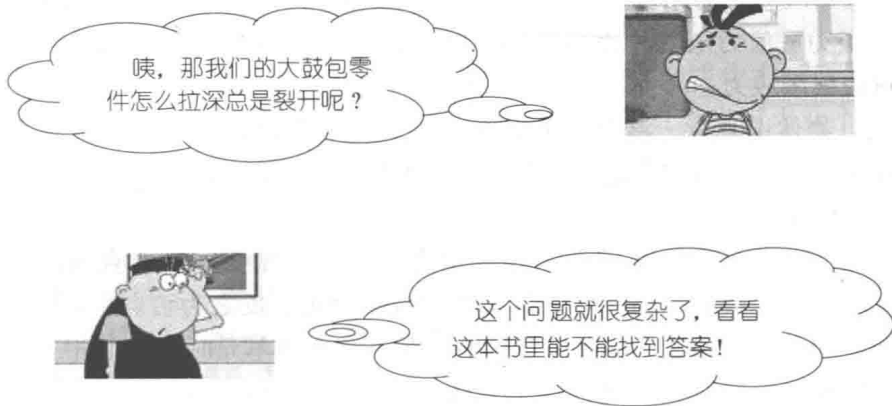 咦，那我们的大鼓包零
件怎么拉深总是裂开呢？
这个问题就很复杂了，看看
这本书里能不能找到答案！